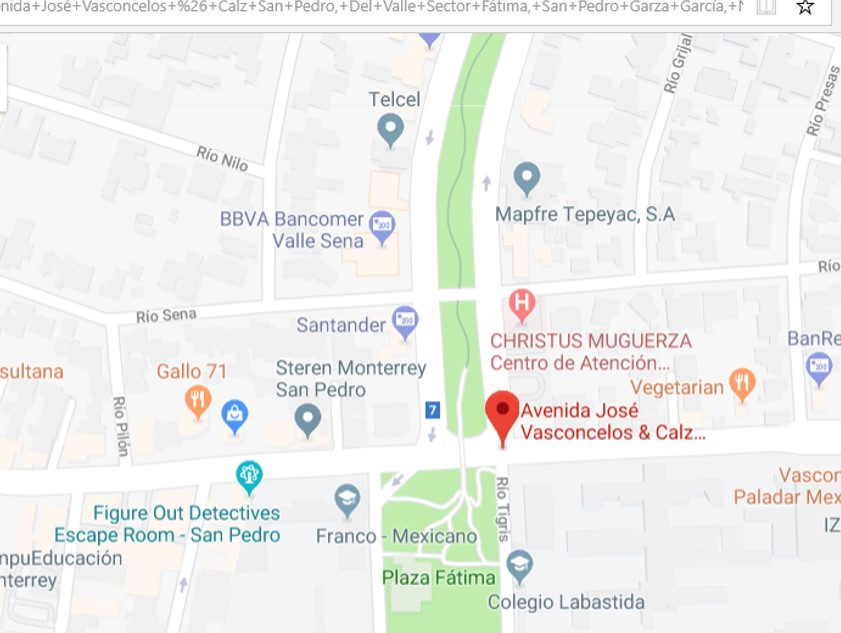 nida+José+Vasconcelos+%26+Calz+San+Pedro,+Del+Valle+Sector+Fátima,+San+Pedro+Garza+García,+N
Telcel
Río Grijal
Río Presas
Río Nilo
Mapfre Tepeyac, S.A
BBVA Bancomer
Valle Sena
Río
Río Sena
H
Santander
CHRISTUS MUGUERZA
Centro de Atención...
BanRe
sultana
Gallo 71
Steren Monterrey
San Pedro
Vegetarian
Río Pilón
7
Avenida José
Vasconcelos & Calz...
Río Tigris
Vascon
Paladar Mex
Figure Out Detectives
Escape Room - San Pedro
Franco - Mexicano
IZ
mpuEducación
nterrey
Plaza Fátima
Colegio Labastida